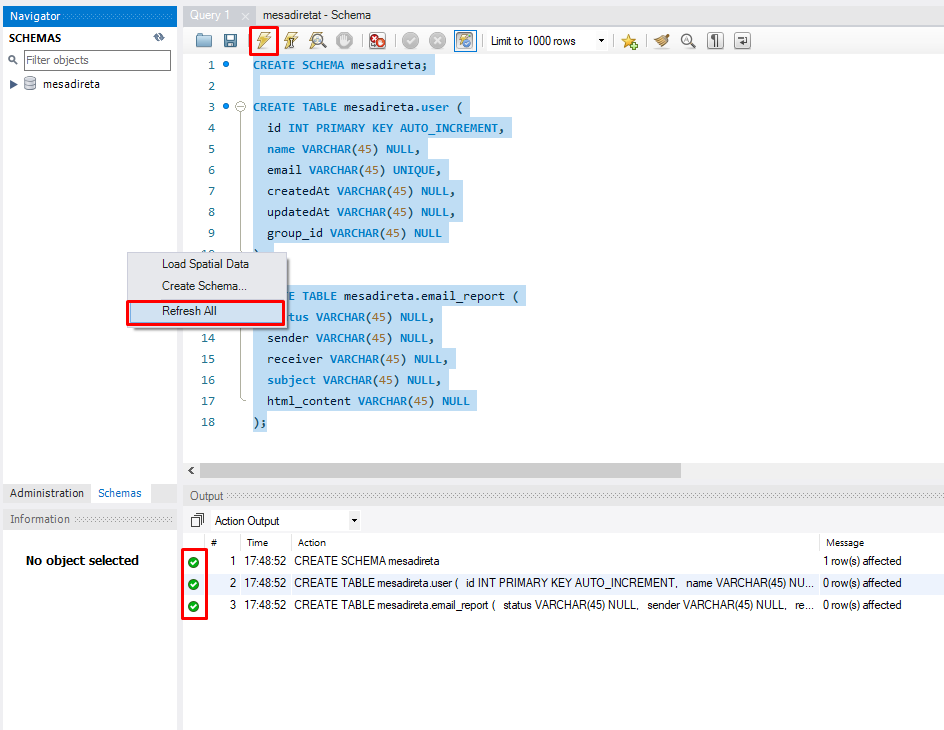 Navigator
SCHEMAS
Filter objects
mesadireta
Query 1
mesadiretat - Schema
Limit to 1000 rows
1 CREATE SCHEMA mesadireta;
2
3 CREATE TABLE mesadireta.user (
4 id INT PRIMARY KEY AUTO_INCREMENT,
5 name VARCHAR(45) NULL,
6 email VARCHAR(45) UNIQUE,
7 createdAt VARCHAR(45) NULL,
8 updatedAt VARCHAR(45) NULL,
9 group_id VARCHAR(45) NULL
Load Spatial Data
Create Schema...
Refresh All
TABLE mesadireta.email_report (
VARCHAR(45) NULL,
14 sender VARCHAR(45) NULL,
15 receiver VARCHAR(45) NULL,
16 subject VARCHAR(45) NULL,
17 html_content VARCHAR(45) NULL
18 );
Administration Schemas
Information
No object selected
Output
Action Output
# Time Action Message
1 17:48:52 CREATE SCHEMA mesadireta 1 row(s) affected
2 17:48:52 CREATE TABLE mesadireta.user ( id INT PRIMARY KEY AUTO_INCREMENT, name VARCHAR(45) NU... 0 row(s) affected
3 17:48:52 CREATE TABLE mesadireta.email_report ( status VARCHAR(45) NULL, sender VARCHAR(45) NULL, re... 0 row(s) affected